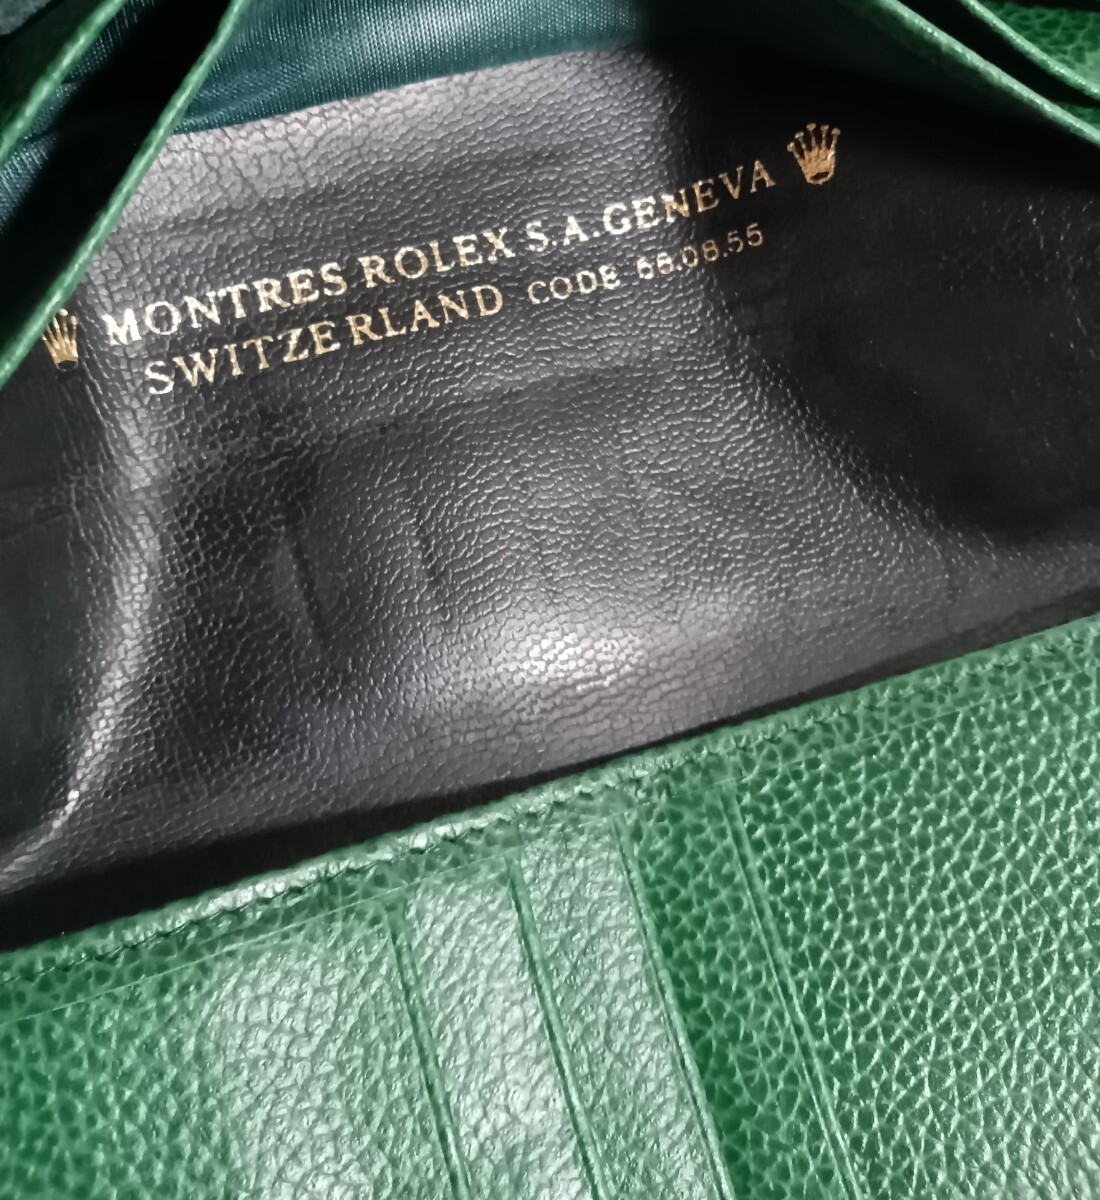 MONTRES ROLEX S.A. GENEVA
SWITZERLAND CODE 68.08.55